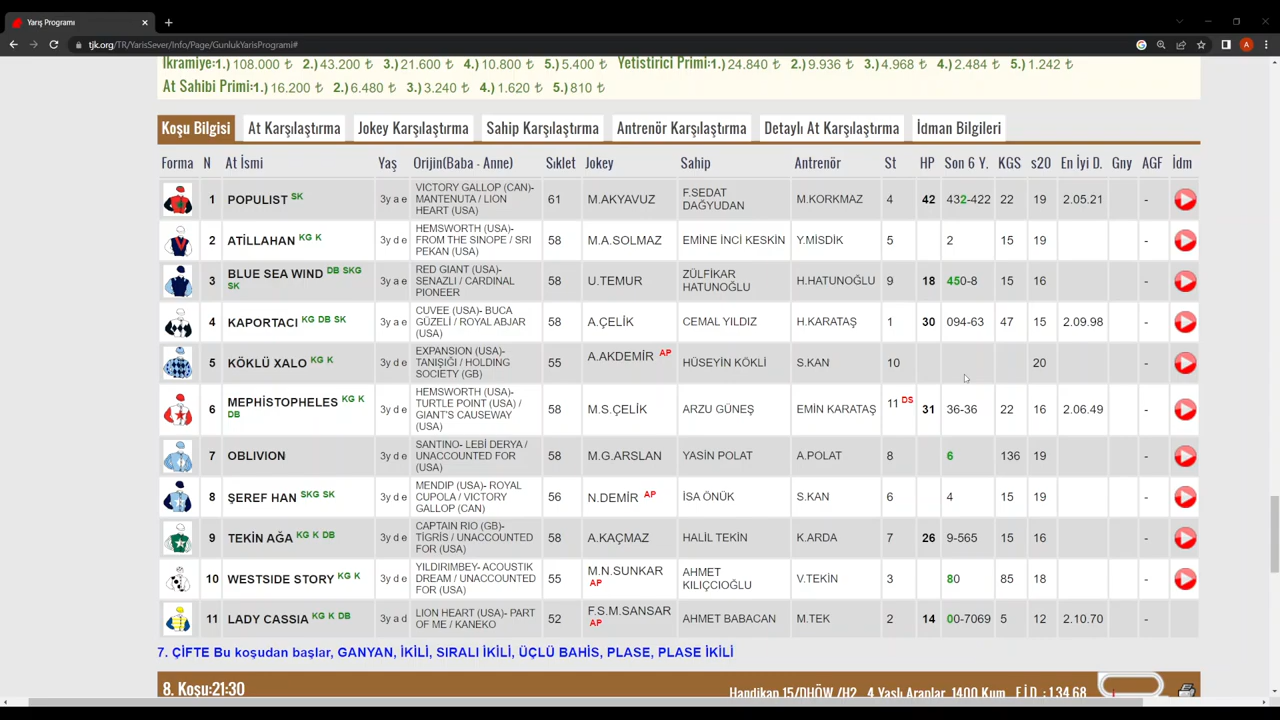 Yarış Programı
tjk.org/TR/YarisSever/Info/Page/GunlukYarisProgrami#
A
İkramiye:1.) 108.000 ₺ 2.) 43.200 ₺ 3.) 21.600 ₺ 4.) 10.800 ₺ 5.) 5.400 ₺ Yetistirici Primi:1.) 24.840 ₺ 2.) 9.936 ₺ 3.) 4.968 ₺ 4.) 2.484 ₺ 5.) 1.242 ₺
At Sahibi Primi:1.) 16.200 ₺ 2.) 6.480 ₺ 3.) 3.240 ₺ 4.) 1.620 ₺ 5.) 810 ₺
Koşu Bilgisi At Karşılaştırma Jokey Karşılaştırma Sahip Karşılaştırma Antrenör Karşılaştırma Detaylı At Karşılaştırma İdman Bilgileri
Forma N At İsmi Yaş Orijin(Baba - Anne) Sıklet Jokey Sahip Antrenör St HP Son 6 Y. KGS s20 En İyi D. Gny AGF İdm
1 POPULIST SK 3y a e VICTORY GALLOP (CAN)- MANTENUTA / LION HEART (USA) 61 M.AKYAVUZ F.SEDAT DAĞYUDAN M.KORKMAZ 4 42 432-422 22 19 2.05.21 -
2 ATİLLAHAN KG K 3y d e HEMSWORTH (USA)- FROM THE SINOPE / SRI PEKAN (USA) 58 M.A.SOLMAZ EMINE İNCİ KESKİN Y.MISDİK 5 2 15 19 -
3 BLUE SEA WIND DB SKG SK 3y a e RED GIANT (USA)- SENAZLI / CARDINAL PIONEER 58 U.TEMUR ZÜLFİKAR HATUNOĞLU H.HATUNOĞLU 9 18 450-8 15 16 -
4 KAPORTACI KG DB SK 3y a e CUVEE (USA)- BUCA GÜZELİ / ROYAL ABJAR (USA) 58 A.ÇELİK CEMAL YILDIZ H.KARATAŞ 1 30 094-63 47 15 2.09.98 -
5 KÖKLÜ XALO KG K 3y d e EXPANSION (USA)- TANIŞIĞI / HOLDING SOCIETY (GB) 55 A.AKDEMİR AP HÜSEYİN KÖKLİ S.KAN 10 20 -
6 MEPHİSTOPHELES KG K DB 3y d e HEMSWORTH (USA)- TURTLE POINT (USA) / GIANT'S CAUSEWAY (USA) 58 M.S.ÇELİK ARZU GÜNEŞ EMİN KARATAŞ 11 DS 31 36-36 22 16 2.06.49 -
7 OBLIVION 3y d e SANTINO- LEBİ DERYA / UNACCOUNTED FOR (USA) 58 M.G.ARSLAN YASİN POLAT A.POLAT 8 6 136 19 -
8 ŞEREF HAN SKG SK 3y d e MENDIP (USA)- ROYAL CUPOLA / VICTORY GALLOP (CAN) 56 N.DEMİR AP İSA ÖNÜK S.KAN 6 4 15 19 -
9 TEKİN AĞA KG K DB 3y d e CAPTAIN RIO (GB)- TİGRİS / UNACCOUNTED FOR (USA) 58 A.KAÇMAZ HALIL TEKIN K.ARDA 7 26 9-565 15 16 -
10 WESTSIDE STORY KG K 3y d e YILDIRIMBEY- ACOUSTIK DREAM / UNACCOUNTED FOR (USA) 55 M.N.SUNKAR AP AHMET KILIÇCIOĞLU V.TEKİN 3 80 85 18 -
11 LADY CASSIA KG K DB 3y a d LION HEART (USA)- PART OF ME / KANEKO 52 F.S.M.SANSAR AP AHMET BABACAN M.TEK 2 14 00-7069 5 12 2.10.70 -
7. ÇİFTE Bu koşudan başlar, GANYAN, İKİLİ, SIRALI İKİLİ, ÜÇLÜ BAHİS, PLASE, PLASE İKİLİ
8. Koşu:21:30 Handikap 15/DHÖW /H2 4 Yaşlı Araplar 1400 Kum E.İ.D. :1.34.68